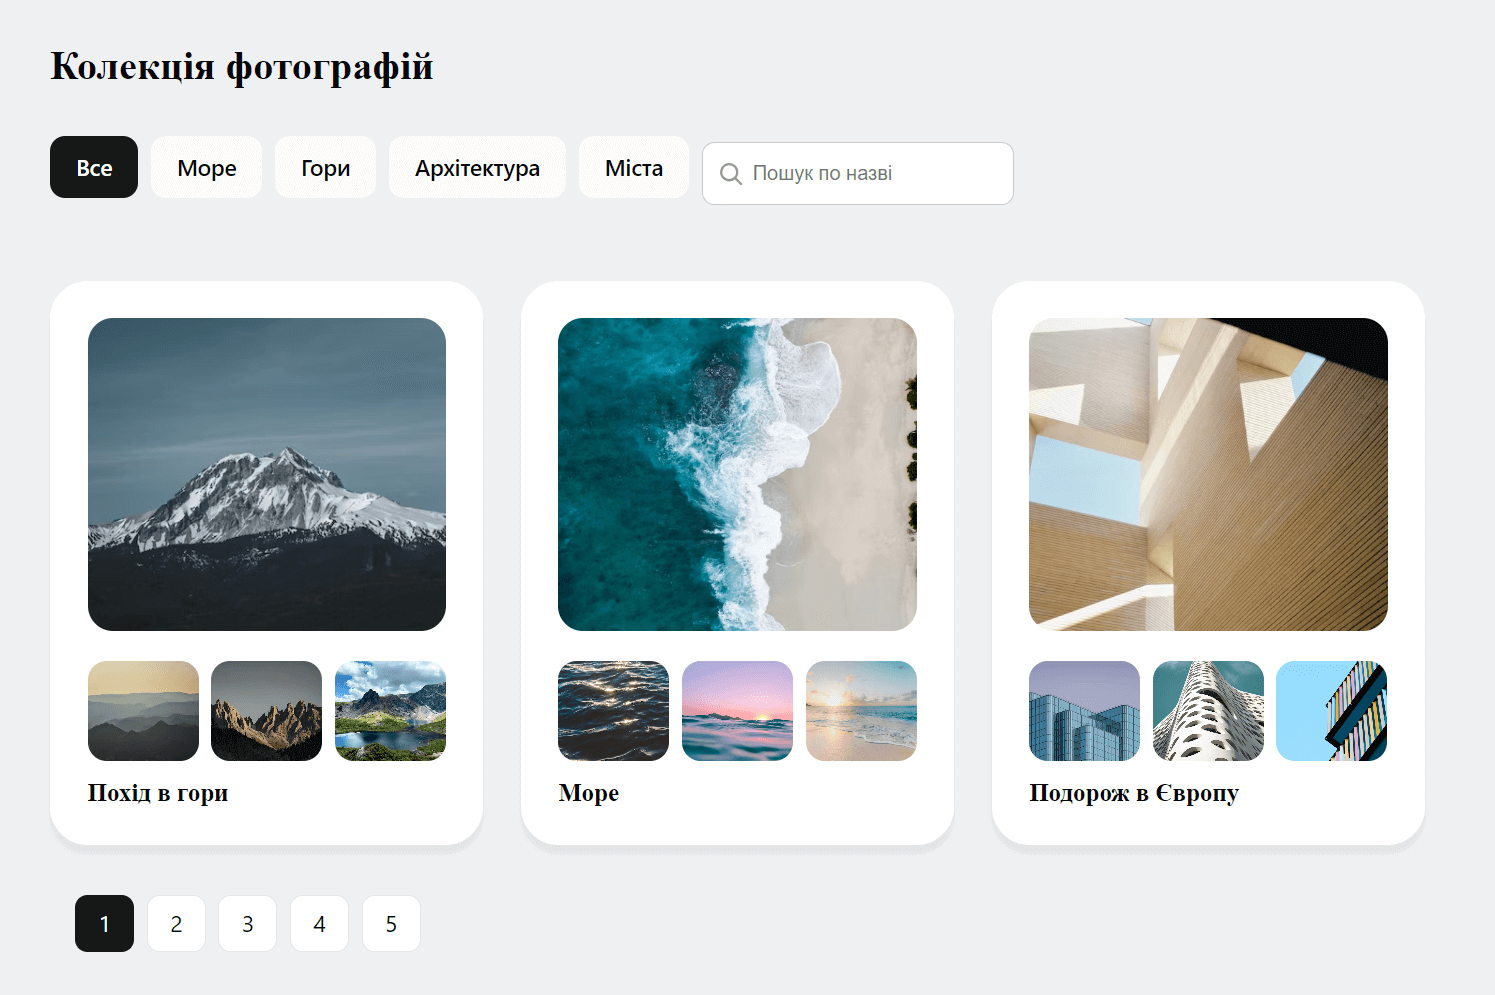 Колекція фотографій
Все Море Гори Архітектура Міста Пошук по назві
Похід в гори Море Подорож в Європу
1 2 3 4 5